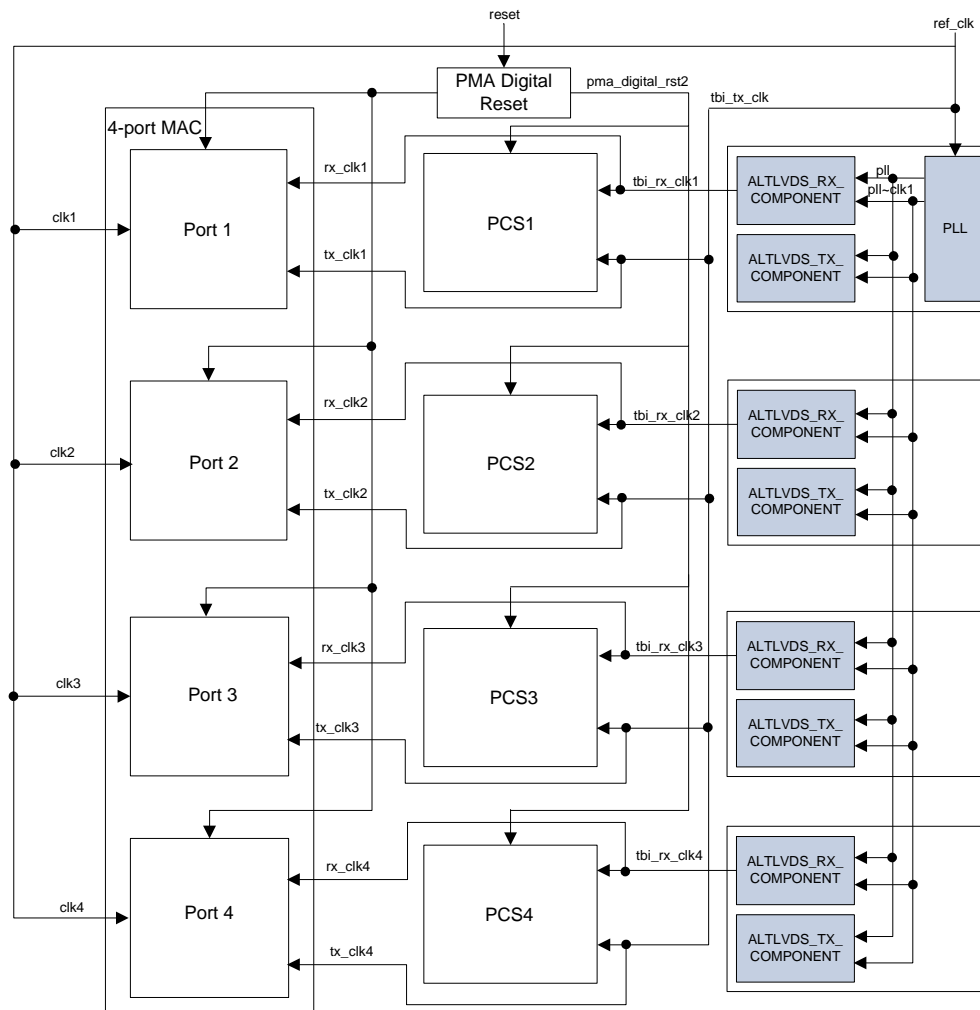 reset
ref_clk
PMA Digital
Reset
pma_digital_rst2
tbi_tx_clk
4-port MAC
rx_clk1
tbi_rx_clk1
ALTLVDS_RX_
COMPONENT
pll
pll~clk1
PLL
clk1
Port 1
PCS1
tx_clk1
ALTLVDS_TX_
COMPONENT
rx_clk2
tbi_rx_clk2
ALTLVDS_RX_
COMPONENT
clk2
Port 2
PCS2
tx_clk2
ALTLVDS_TX_
COMPONENT
rx_clk3
tbi_rx_clk3
ALTLVDS_RX_
COMPONENT
clk3
Port 3
PCS3
tx_clk3
ALTLVDS_TX_
COMPONENT
rx_clk4
tbi_rx_clk4
ALTLVDS_RX_
COMPONENT
clk4
Port 4
PCS4
tx_clk4
ALTLVDS_TX_
COMPONENT